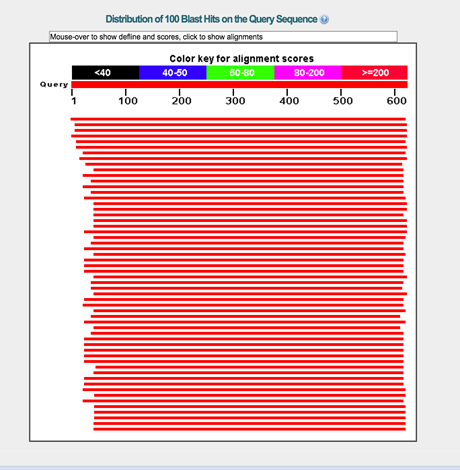 Distribution of 100 Blast Hits on the Query Sequence ?
Mouse-over to show defline and scores, click to show alignments
Color key for alignment scores
<40 40-50 50-80 80-200 >=200
Query
1 100 200 300 400 500 600